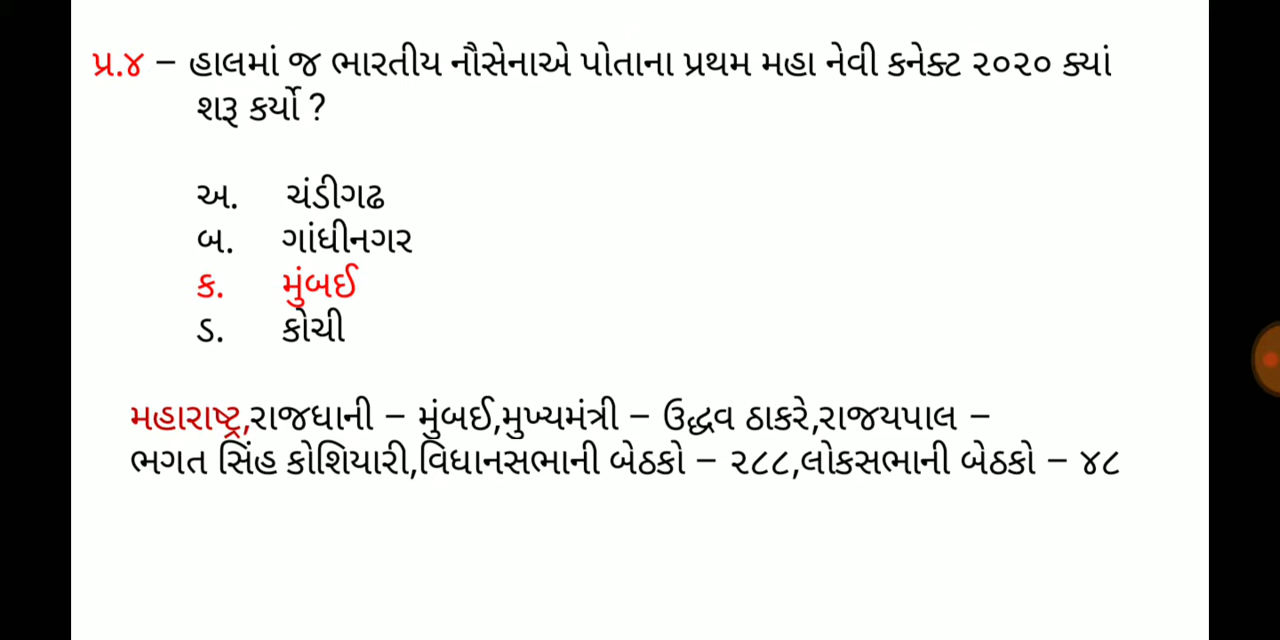 પ્ર.૪ – હાલમાં જ ભારતીય નૌસેનાએ પોતાના પ્રથમ મહા નેવી કનેક્ટ ૨૦૨૦ ક્યાં
શરૂ કર્યો ?
અ. ચંડીગઢ
બ. ગાંધીનગર
ક. મુંબઈ
ડ. કોચી
મહારાષ્ટ્ર,રાજધાની – મુંબઈ,મુખ્યમંત્રી – ઉદ્ધવ ઠાકરે,રાજયપાલ –
ભગત સિંહ કોશિયારી,વિધાનસભાની બેઠકો – ૨૮૮,લોકસભાની બેઠકો – ૪૮